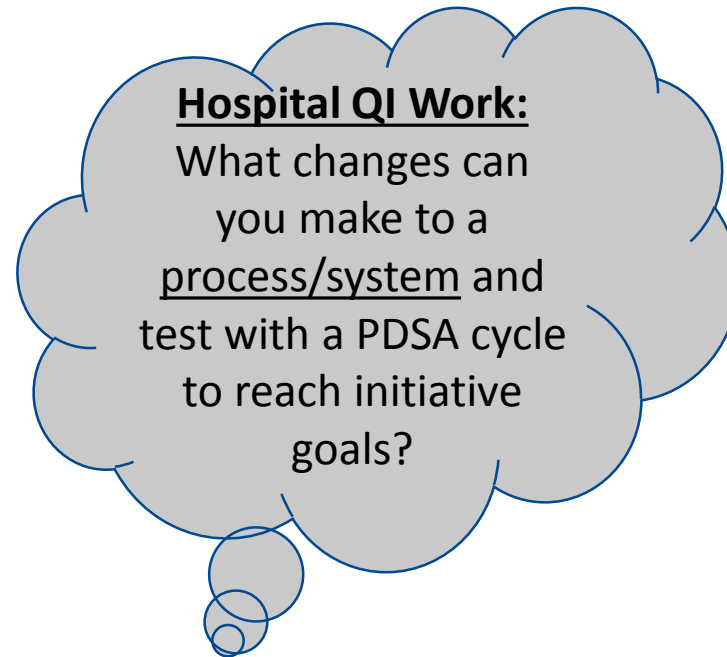 Hospital QI Work:
What changes can
you make to a
process/system and
test with a PDSA cycle
to reach initiative
goals?